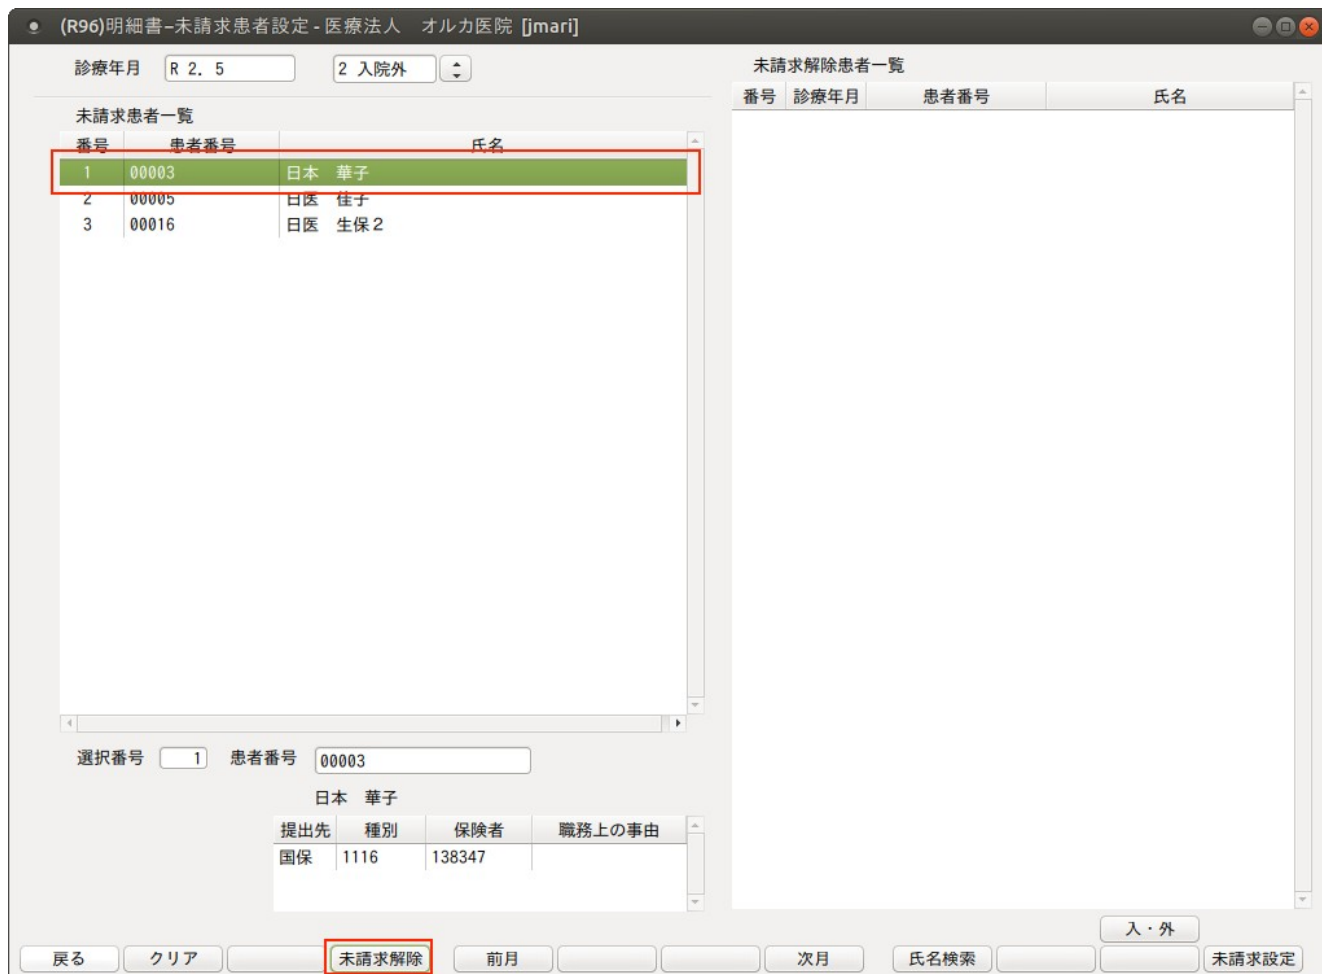 (R96)明細書–未請求患者設定 - 医療法人　オルカ医院 [jmari]
診療年月 R 2. 5 2 入院外
未請求患者一覧
番号 患者番号 氏名
1 00003 日本　華子
2 00005 日医　佳子
3 00016 日医　生保２
選択番号 1 患者番号 00003
日本　華子
提出先 種別 保険者 職務上の事由
国保 1116 138347
未請求解除患者一覧
番号 診療年月 患者番号 氏名
入・外
戻る クリア 未請求解除 前月 次月 氏名検索 未請求設定